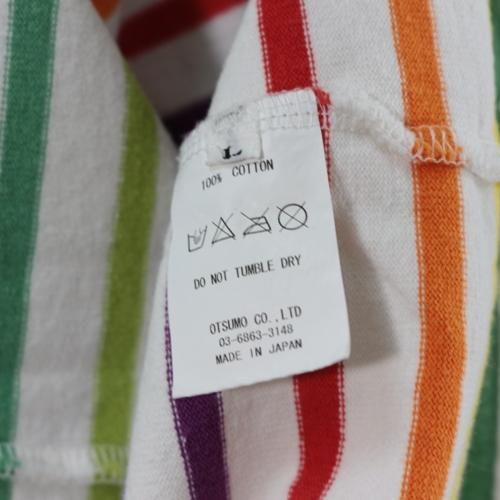 100% COTTON
DO NOT TUMBLE DRY
OTSUMO CO.,LTD
03-6863-3148
MADE IN JAPAN